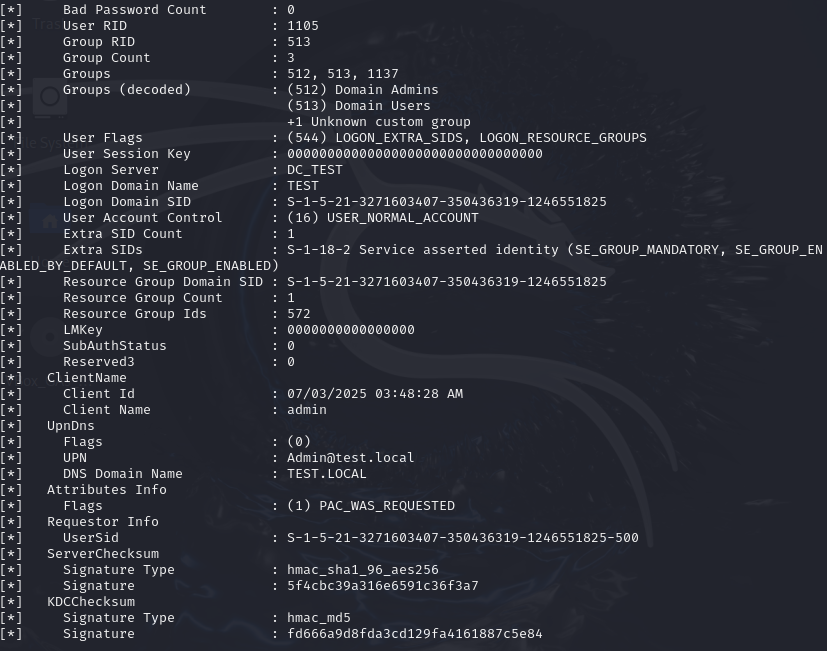 [*]     Bad Password Count        : 0
[*]     User RID                  : 1105
[*]     Group RID                 : 513
[*]     Group Count               : 3
[*]     Groups                    : 512, 513, 1137
[*]     Groups (decoded)          : (512) Domain Admins
[*]                                 (513) Domain Users
[*]                                 +1 Unknown custom group
[*]     User Flags                : (544) LOGON_EXTRA_SIDS, LOGON_RESOURCE_GROUPS
[*]     User Session Key          : 00000000000000000000000000000000
[*]     Logon Server              : DC_TEST
[*]     Logon Domain Name         : TEST
[*]     Logon Domain SID          : S-1-5-21-3271603407-350436319-1246551825
[*]     User Account Control      : (16) USER_NORMAL_ACCOUNT
[*]     Extra SID Count           : 1
[*]     Extra SIDs                : S-1-18-2 Service asserted identity (SE_GROUP_MANDATORY, SE_GROUP_EN
ABLED_BY_DEFAULT, SE_GROUP_ENABLED)
[*]     Resource Group Domain SID : S-1-5-21-3271603407-350436319-1246551825
[*]     Resource Group Count      : 1
[*]     Resource Group Ids        : 572
[*]     LMKey                     : 0000000000000000
[*]     SubAuthStatus             : 0
[*]     Reserved3                 : 0
[*]   ClientName
[*]     Client Id                 : 07/03/2025 03:48:28 AM
[*]     Client Name               : admin
[*]   UpnDns
[*]     Flags                     : (0)
[*]     UPN                       : Admin@test.local
[*]     DNS Domain Name           : TEST.LOCAL
[*]   Attributes Info
[*]     Flags                     : (1) PAC_WAS_REQUESTED
[*]   Requestor Info
[*]     UserSid                   : S-1-5-21-3271603407-350436319-1246551825-500
[*]   ServerChecksum
[*]     Signature Type            : hmac_sha1_96_aes256
[*]     Signature                 : 5f4cbc39a316e6591c36f3a7
[*]   KDCChecksum
[*]     Signature Type            : hmac_md5
[*]     Signature                 : fd666a9d8fda3cd129fa4161887c5e84